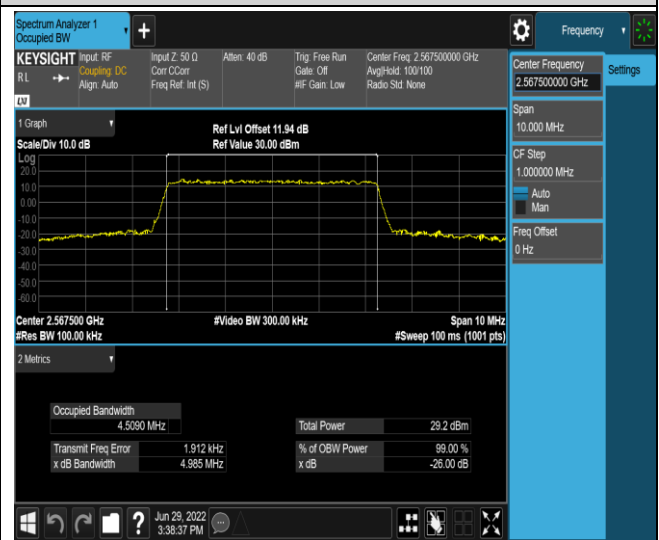 Spectrum Analyzer 1
Occupied BW
+
Frequency
KEYSIGHT
RL
LXI
Input: RF
Coupling: DC
Align: Auto
Input Z: 50 Ω
Corr CCorr
Freq Ref: Int (S)
Atten: 40 dB
Trig: Free Run
Gate: Off
#IF Gain: Low
Center Freq: 2.567500000 GHz
Avg|Hold: 100/100
Radio Std: None
Center Frequency
2.567500000 GHz
Settings
Span
10.000 MHz
CF Step
1.000000 MHz
Auto
Man
Freq Offset
0 Hz
1 Graph
Scale/Div 10.0 dB
Ref Lvl Offset 11.94 dB
Ref Value 30.00 dBm
Log
20.0
10.0
0.00
-10.0
-20.0
-30.0
-40.0
-50.0
-60.0
Center 2.567500 GHz
#Video BW 300.00 kHz
Span 10 MHz
#Res BW 100.00 kHz
#Sweep 100 ms (1001 pts)
2 Metrics
Occupied Bandwidth
4.5090 MHz
Total Power 29.2 dBm
Transmit Freq Error 1.912 kHz
% of OBW Power 99.00 %
x dB Bandwidth 4.985 MHz
x dB -26.00 dB
?
Jun 29, 2022
3:38:37 PM